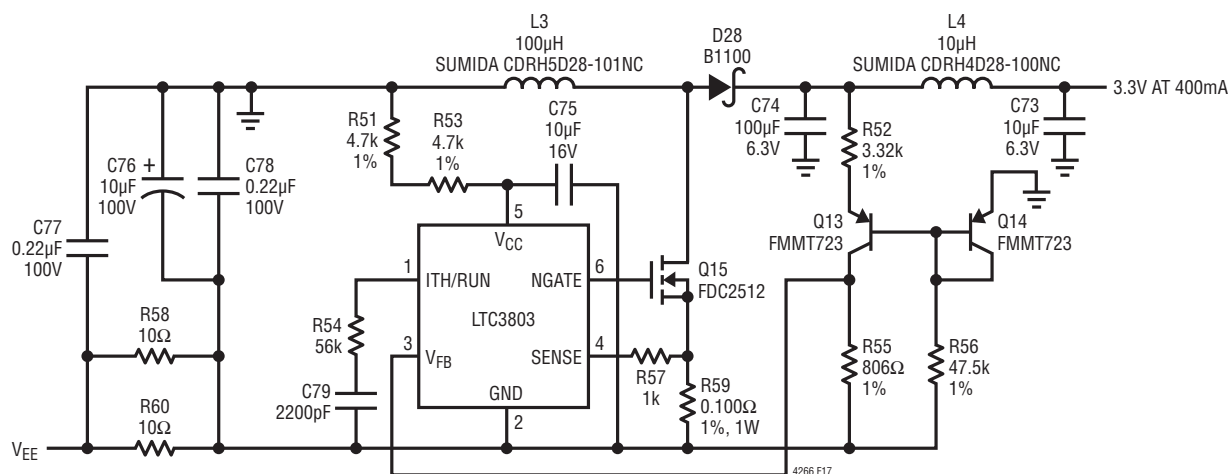 L3
100µH
SUMIDA CDRH5D28-101NC
D28
B1100
L4
10µH
SUMIDA CDRH4D28-100NC
3.3V AT 400mA
R51
4.7k
1%
R53
4.7k
1%
C75
10µF
16V
C74
100µF
6.3V
R52
3.32k
1%
C73
10µF
6.3V
C76
+
10µF
100V
C78
0.22µF
100V
C77
0.22µF
100V
5
VCC
1
ITH/RUN
NGATE
6
Q15
FDC2512
Q13
FMMT723
Q14
FMMT723
R58
10Ω
R54
56k
LTC3803
3
VFB
SENSE
4
R57
1k
R59
0.100Ω
1%, 1W
R55
806Ω
1%
R56
47.5k
1%
C79
2200pF
GND
2
R60
10Ω
VEE
4266 F17